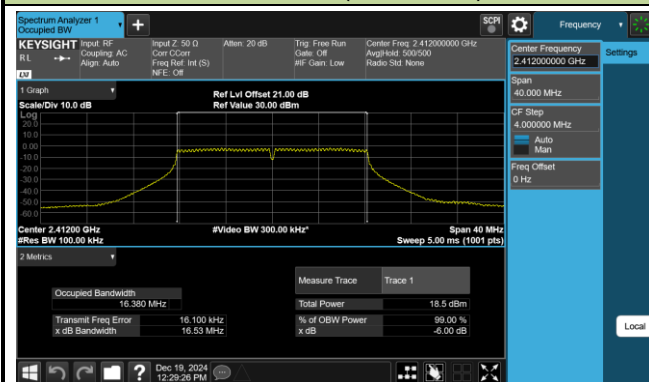 Spectrum Analyzer 1
Occupied BW
+
SCPI
Frequency
KEYSIGHT
RL
LXI
Input: RF
Coupling: AC
Align: Auto
Input Z: 50 Ω
Corr CCorr
Freq Ref: Int (S)
NFE: Off
Atten: 20 dB
Trig: Free Run
Gate: Off
#IF Gain: Low
Center Freq: 2.412000000 GHz
Avg|Hold: 500/500
Radio Std: None
Center Frequency
2.412000000 GHz
Settings
Span
40.000 MHz
CF Step
4.000000 MHz
Auto
Man
Freq Offset
0 Hz
1 Graph
Scale/Div 10.0 dB
Ref Lvl Offset 21.00 dB
Ref Value 30.00 dBm
Log
20.0
10.0
0.00
-10.0
-20.0
-30.0
-40.0
-50.0
-60.0
Center 2.41200 GHz
#Res BW 100.00 kHz
#Video BW 300.00 kHz*
Span 40 MHz
Sweep 5.00 ms (1001 pts)
2 Metrics
Measure Trace Trace 1
Occupied Bandwidth
16.380 MHz
Total Power 18.5 dBm
Transmit Freq Error 16.100 kHz
% of OBW Power 99.00 %
x dB Bandwidth 16.53 MHz
x dB -6.00 dB
Local
?
Dec 19, 2024
12:29:26 PM